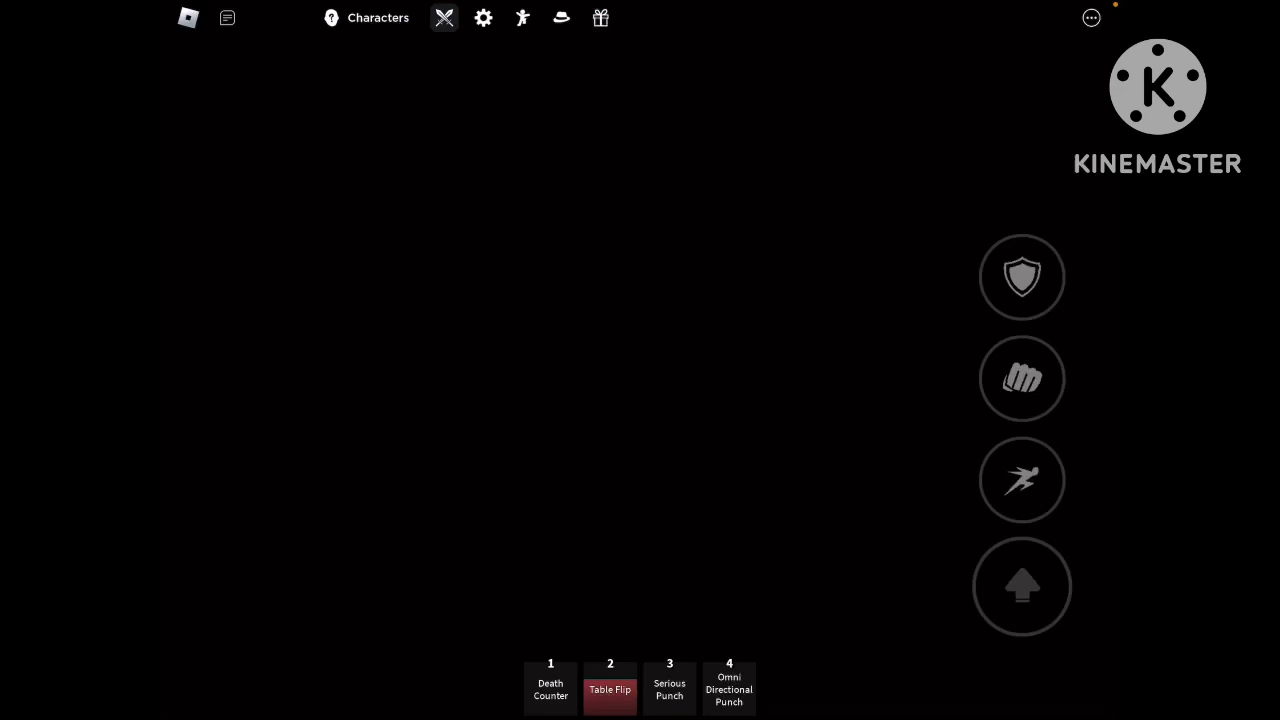 Characters
KINEMASTER
1
Death
Counter
2
Table Flip
3
Serious
Punch
4
Omni
Directional
Punch